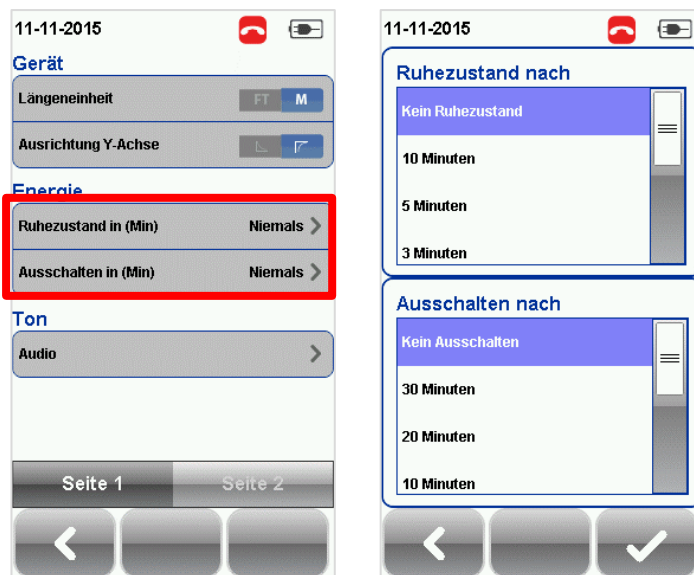 11-11-2015
Gerät
Längeneinheit FT M
Ausrichtung Y-Achse
Energie
Ruhezustand in (Min) Niemals
Ausschalten in (Min) Niemals
Ton
Audio
Seite 1 Seite 2
11-11-2015
Ruhezustand nach
Kein Ruhezustand
10 Minuten
5 Minuten
3 Minuten
Ausschalten nach
Kein Ausschalten
30 Minuten
20 Minuten
10 Minuten